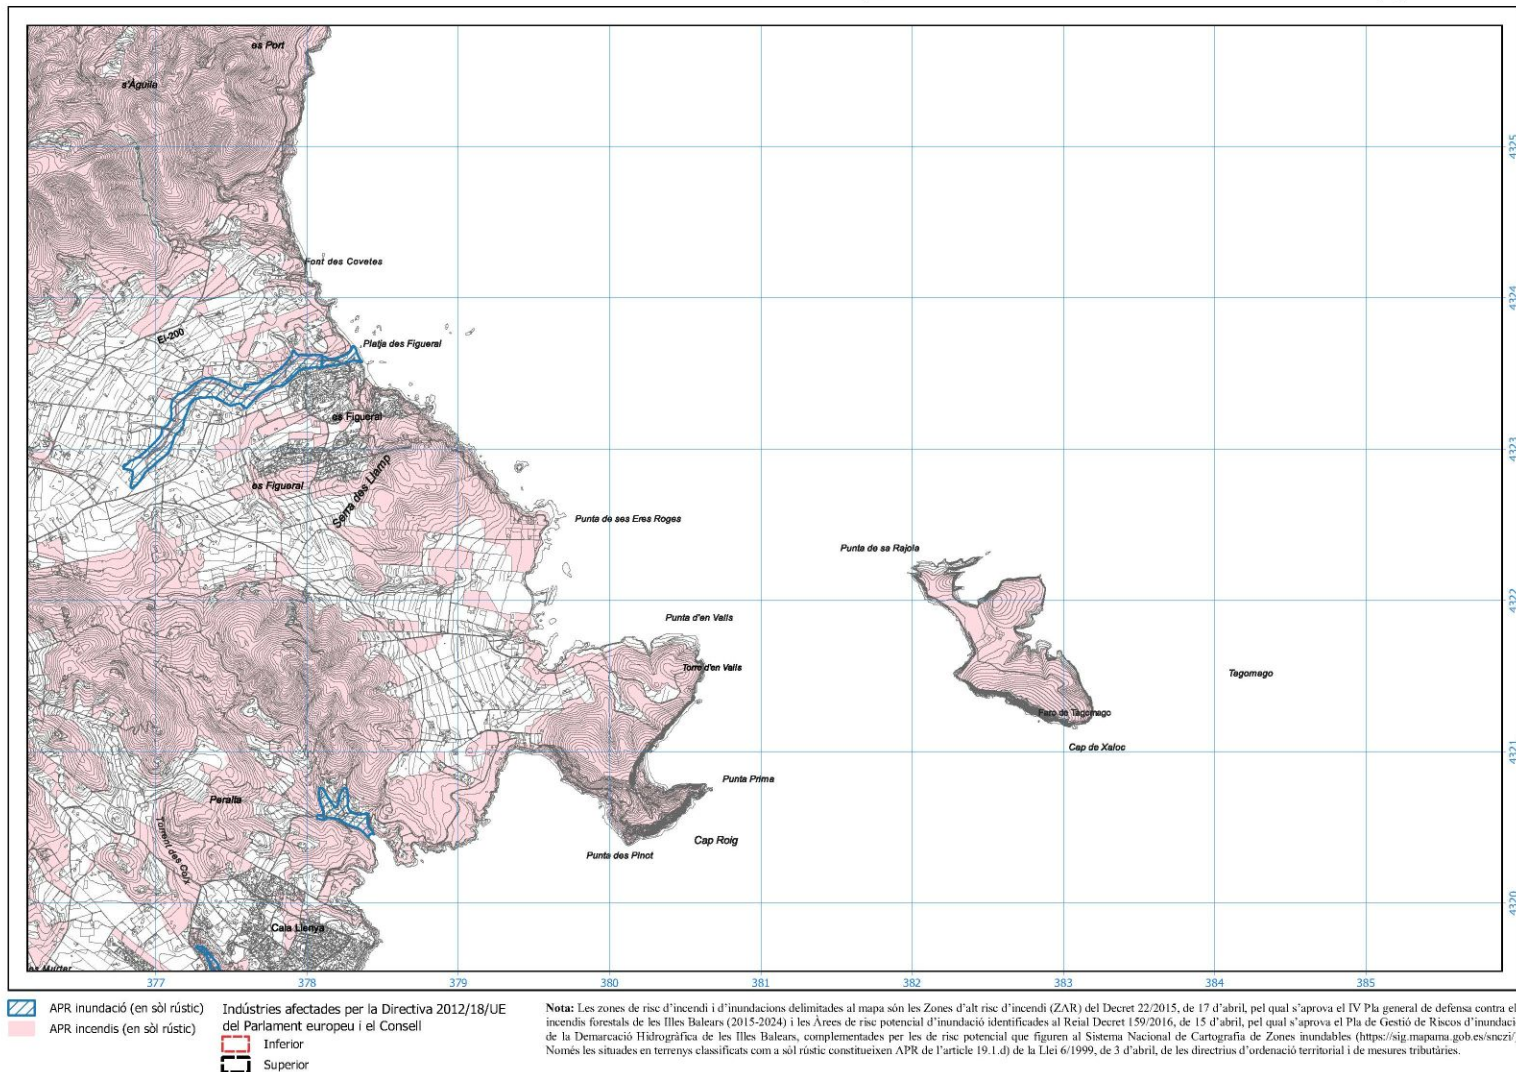 es Port
s'Àguila
4325
Font des Covetes
4324
EI-200
Platja des Figueral
es Figueral
4323
Serra des Llamp
es Figueral
Punta de ses Eres Roges
Punta de sa Rajola
4322
Punta d'en Valls
Torre d'en Valls
Tagomago
Faro de Tagomago
Cap de Xaloc
4321
Punta Prima
Peralta
Torrent des Coix
Cap Roig
Punta des Pinot
4320
Cala Llenya
es Murtar
377 378 379 380 381 382 383 384 385
APR inundació (en sòl rústic)
APR incendis (en sòl rústic)
Indústries afectades per la Directiva 2012/18/UE
del Parlament europeu i el Consell
Inferior
Superior
Nota: Les zones de risc d'incendi i d'inundacions delimitades al mapa són les Zones d'alt risc d'incendi (ZAR) del Decret 22/2015, de 17 d'abril, pel qual s'aprova el IV Pla general de defensa contra el
incendis forestals de les Illes Balears (2015-2024) i les Àrees de risc potencial d'inundació identificades al Reial Decret 159/2016, de 15 d'abril, pel qual s'aprova el Pla de Gestió de Riscos d'inundaci
de la Demarcació Hidrogràfica de les Illes Balears, complementades per les de risc potencial que figuren al Sistema Nacional de Cartografia de Zones inundables (https://sig.mapama.gob.es/snczi/
Només les situades en terrenys classificats com a sòl rústic constitueixen APR de l'article 19.1.d) de la Llei 6/1999, de 3 d'abril, de les directrius d'ordenació territorial i de mesures tributàries.